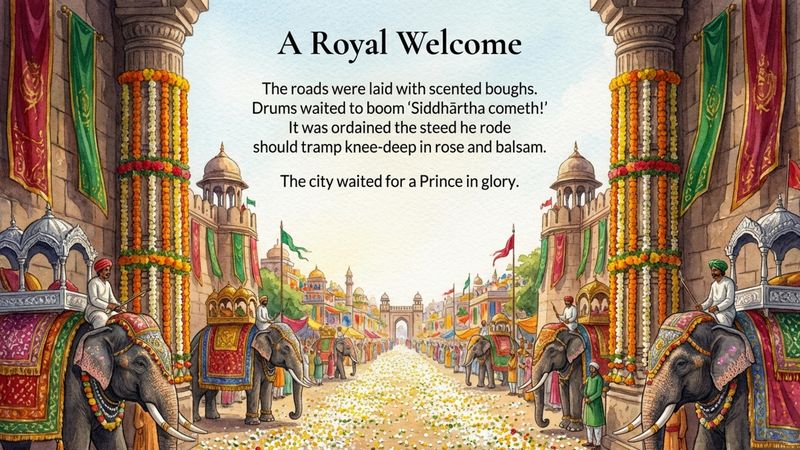 A Royal Welcome
The roads were laid with scented boughs.
Drums waited to boom ‘Siddhārtha cometh!’
It was ordained the steed he rode
should tramp knee-deep in rose and balsam.
The city waited for a Prince in glory.